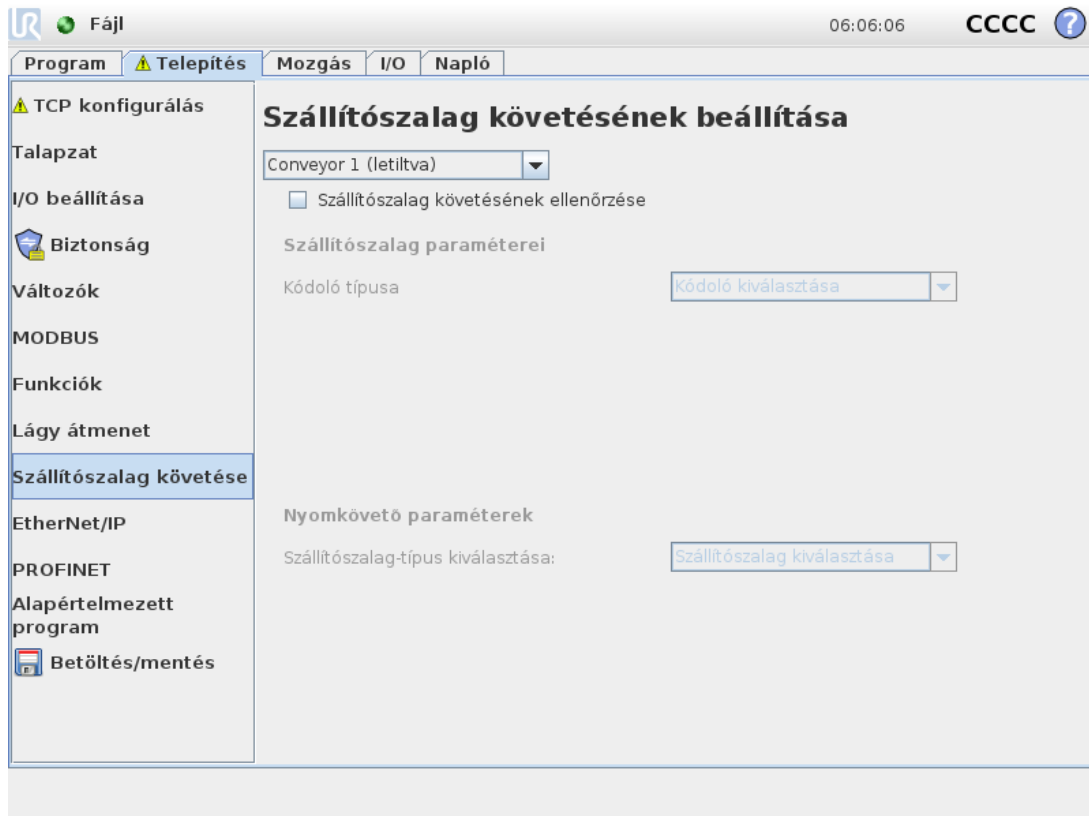 UR Fájl 06:06:06 CCCC ?
Program Telepítés Mozgás I/O Napló
TCP konfigurálás
Talapzat
I/O beállítása
Biztonság
Változók
MODBUS
Funkciók
Lágy átmenet
Szállítószalag követése
EtherNet/IP
PROFINET
Alapértelmezett
program
Betöltés/mentés
Szállítószalag követésének beállítása
Conveyor 1 (letiltva)
Szállítószalag követésének ellenőrzése
Szállítószalag paraméterei
Kódoló típusa Kódoló kiválasztása
Nyomkövetõ paraméterek
Szállítószalag-típus kiválasztása: Szállítószalag kiválasztása